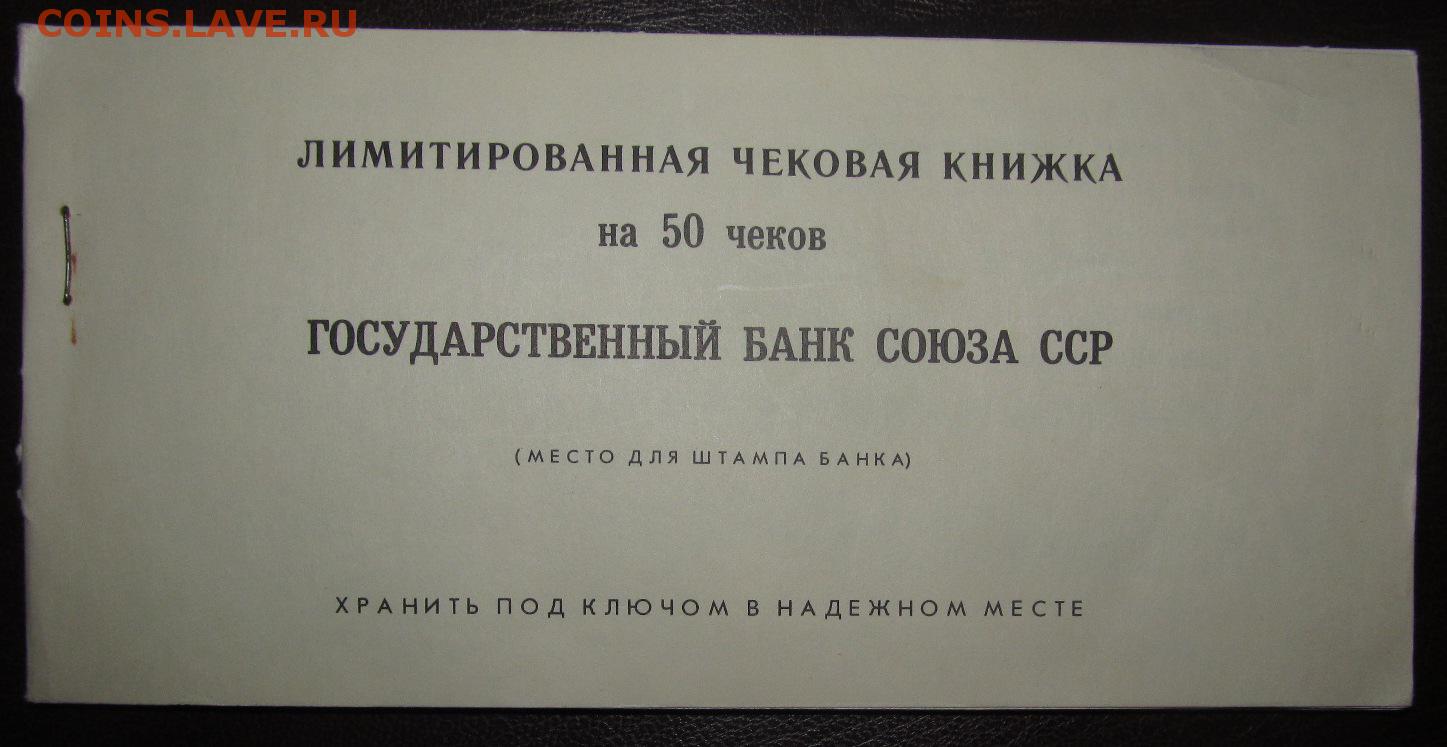 COINS.LAVE.RU
ЛИМИТИРОВАННАЯ ЧЕКОВАЯ КНИЖКА
на 50 чеков
ГОСУДАРСТВЕННЫЙ БАНК СОЮЗА ССР
(МЕСТО ДЛЯ ШТАМПА БАНКА)
ХРАНИТЬ ПОД КЛЮЧОМ В НАДЕЖНОМ МЕСТЕ